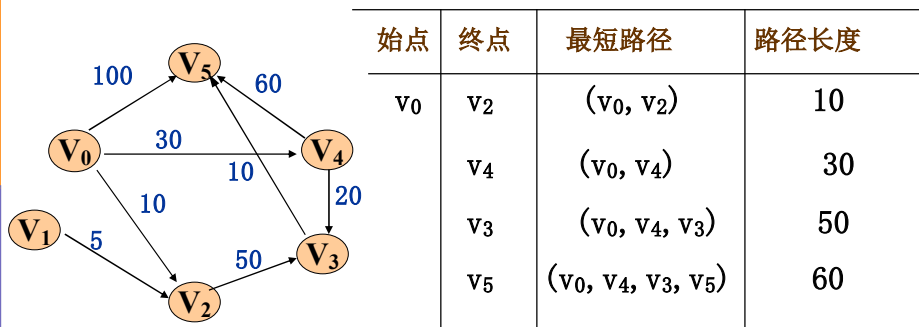 V₅
100
60
V₀
30
V₄
10
10
20
V₁
5
V₃
50
V₂
始点 终点 最短路径 路径长度
v₀ v₂ (v₀, v₂) 10
v₄ (v₀, v₄) 30
v₃ (v₀, v₄, v₃) 50
v₅ (v₀, v₄, v₃, v₅) 60